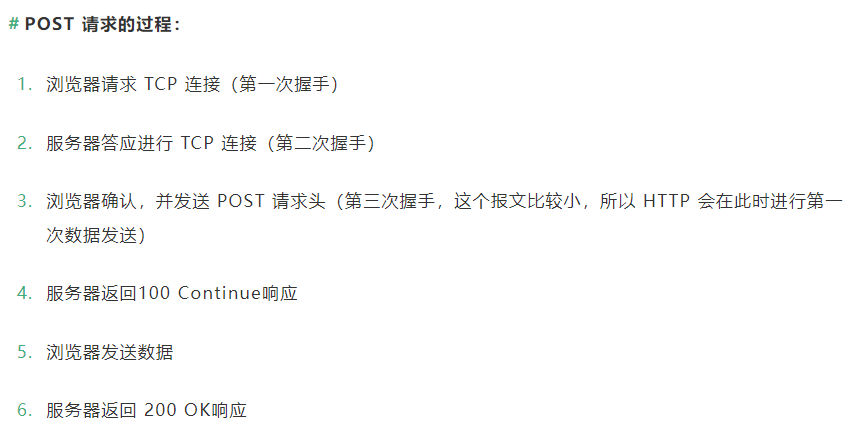 # POST 请求的过程：
1. 浏览器请求 TCP 连接（第一次握手）
2. 服务器答应进行 TCP 连接（第二次握手）
3. 浏览器确认，并发送 POST 请求头（第三次握手，这个报文比较小，所以 HTTP 会在此时进行第一
次数据发送）
4. 服务器返回100 Continue响应
5. 浏览器发送数据
6. 服务器返回 200 OK响应